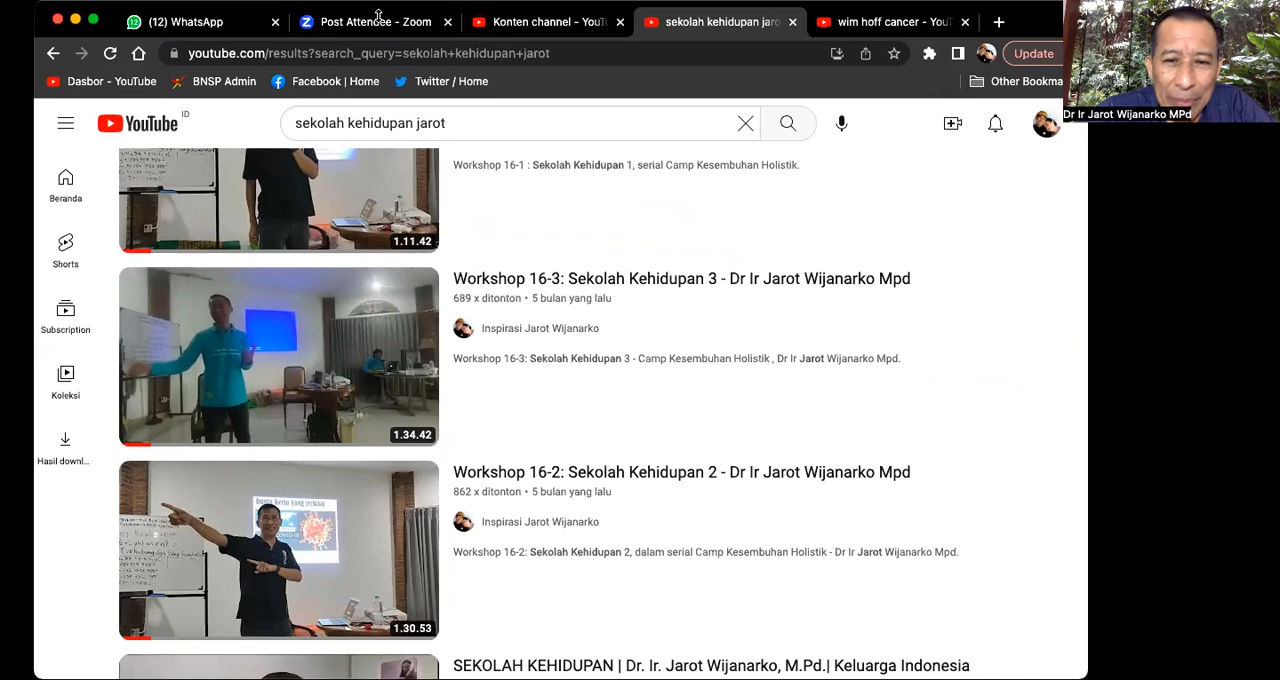 (12) WhatsApp
Post Attendee - Zoom
Konten channel - YouT
sekolah kehidupan jaro
wim hoff cancer - YouT
youtube.com/results?search_query=sekolah+kehidupan+jarot
Update
Dasbor - YouTube
BNSP Admin
Facebook | Home
Twitter / Home
Other Bookma
Dr Ir Jarot Wijanarko MPd
YouTube ID
sekolah kehidupan jarot
Beranda
Shorts
Subscription
Koleksi
Hasil downl...
Workshop 16-1 : Sekolah Kehidupan 1, serial Camp Kesembuhan Holistik.
1.11.42
Workshop 16-3: Sekolah Kehidupan 3 - Dr Ir Jarot Wijanarko Mpd
689 x ditonton • 5 bulan yang lalu
Inspirasi Jarot Wijanarko
Workshop 16-3: Sekolah Kehidupan 3 - Camp Kesembuhan Holistik , Dr Ir Jarot Wijanarko Mpd.
1.34.42
Workshop 16-2: Sekolah Kehidupan 2 - Dr Ir Jarot Wijanarko Mpd
862 x ditonton • 5 bulan yang lalu
Inspirasi Jarot Wijanarko
Workshop 16-2: Sekolah Kehidupan 2, dalam serial Camp Kesembuhan Holistik - Dr Ir Jarot Wijanarko Mpd.
1.30.53
SEKOLAH KEHIDUPAN | Dr. Ir. Jarot Wijanarko, M.Pd.| Keluarga Indonesia